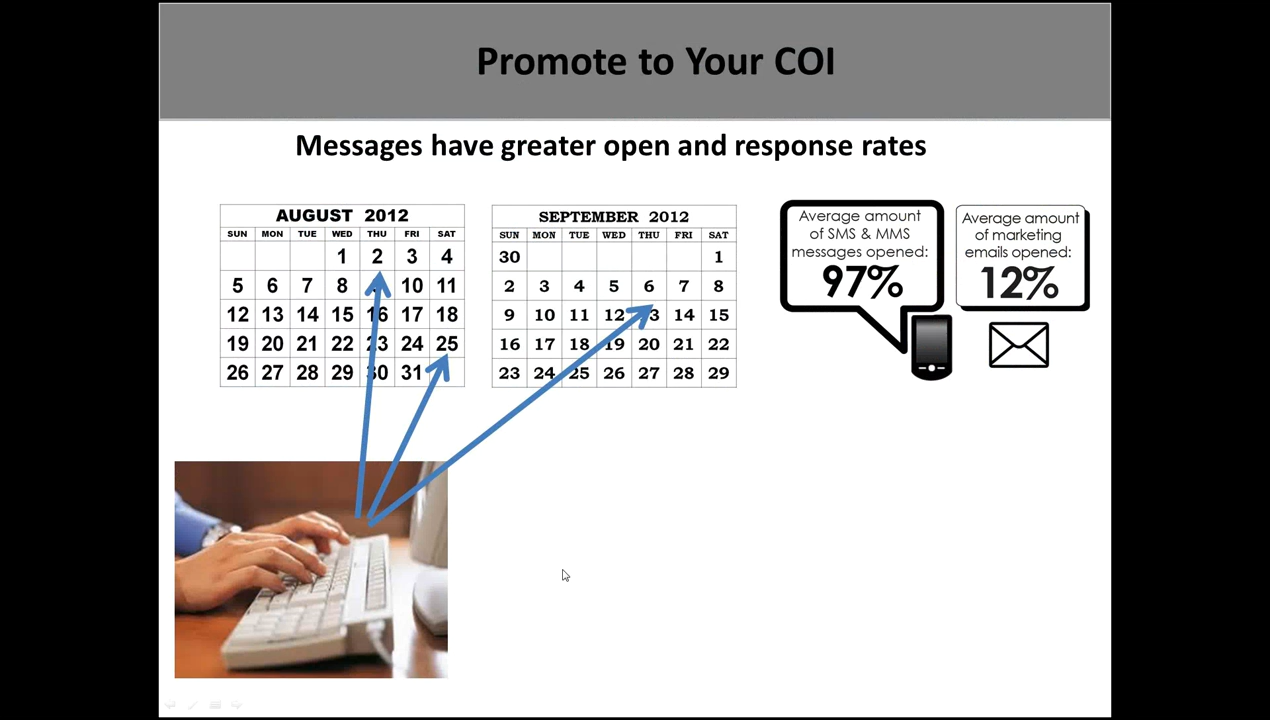 Promote to Your COI
Messages have greater open and response rates
AUGUST 2012
SUN MON TUE WED THU FRI SAT
1 2 3 4
5 6 7 8 9 10 11
12 13 14 15 16 17 18
19 20 21 22 23 24 25
26 27 28 29 30 31
SEPTEMBER 2012
SUN MON TUE WED THU FRI SAT
30 1
2 3 4 5 6 7 8
9 10 11 12 13 14 15
16 17 18 19 20 21 22
23 24 25 26 27 28 29
Average amount
of SMS & MMS
messages opened:
97%
Average amount
of marketing
emails opened:
12%